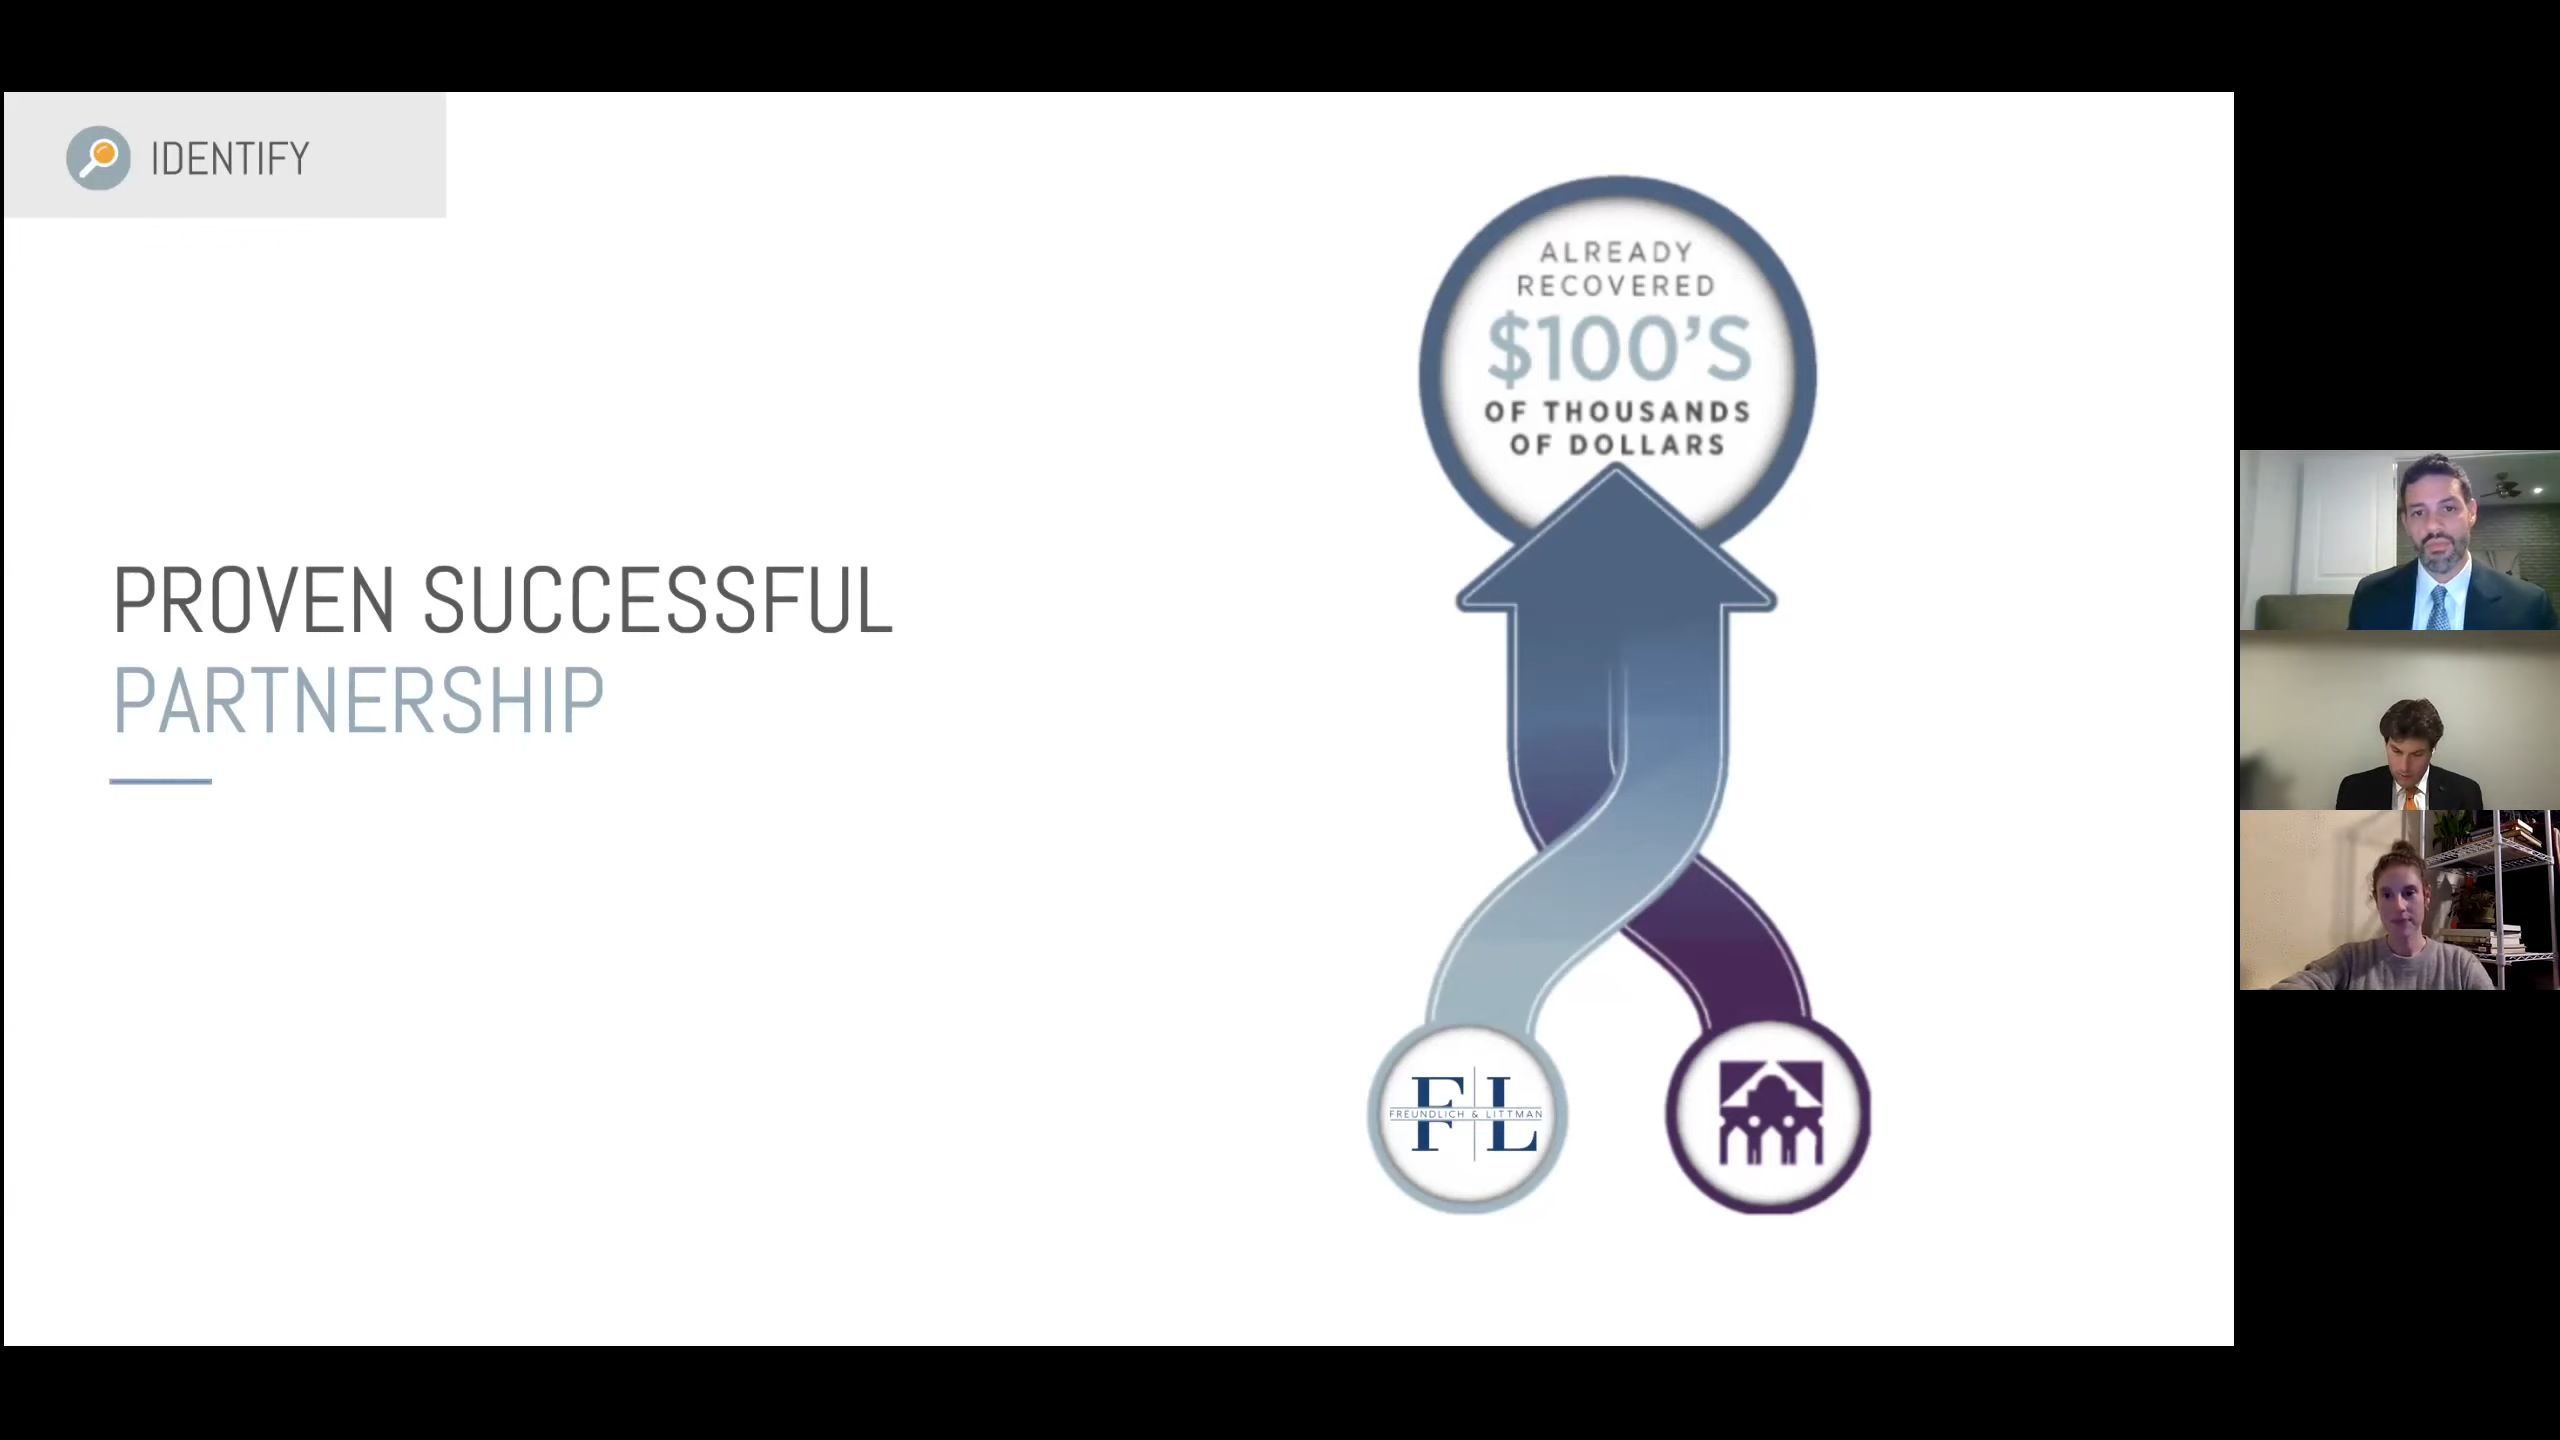 IDENTIFY
PROVEN SUCCESSFUL
PARTNERSHIP
ALREADY
RECOVERED
$100'S
OF THOUSANDS
OF DOLLARS
FL
FREUNDLICH & LITTMAN